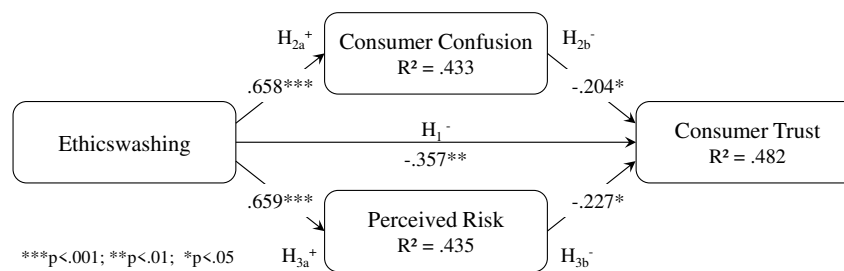 H2a+
Consumer Confusion
R² = .433
H2b-
.658***
-.204*
Ethicswashing
H1-
-.357**
Consumer Trust
R² = .482
.659***
-.227*
Perceived Risk
R² = .435
***p<.001; **p<.01; *p<.05
H3a+
H3b-